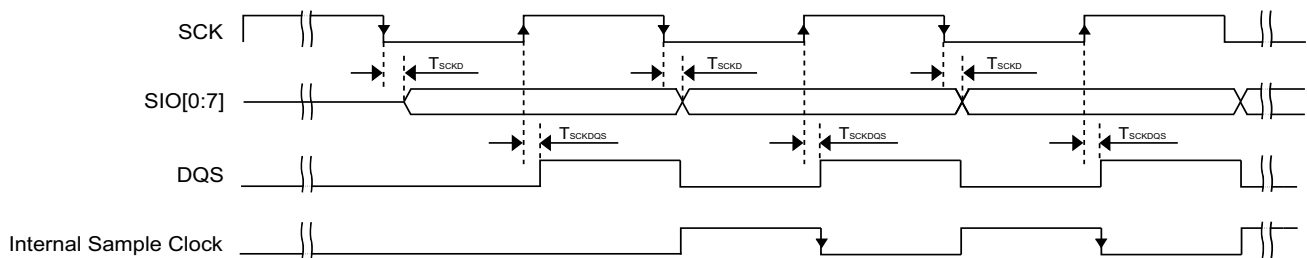 SCK
TSCKD TSCKD TSCKD
SIO[0:7]
TSCKDQS TSCKDQS TSCKDQS
DQS
Internal Sample Clock